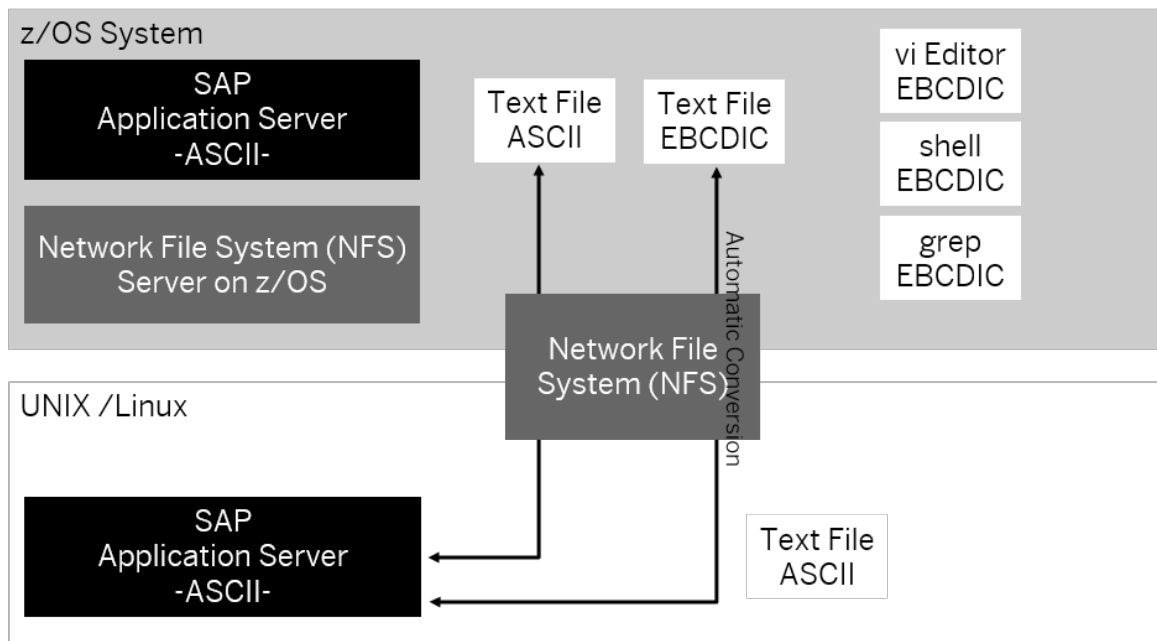 z/OS System
SAP
Application Server
-ASCII-
Network File System (NFS)
Server on z/OS
Text File
ASCII
Text File
EBCDIC
vi Editor
EBCDIC
shell
EBCDIC
grep
EBCDIC
Automatic Conversion
Network File
System (NFS)
UNIX /Linux
SAP
Application Server
-ASCII-
Text File
ASCII